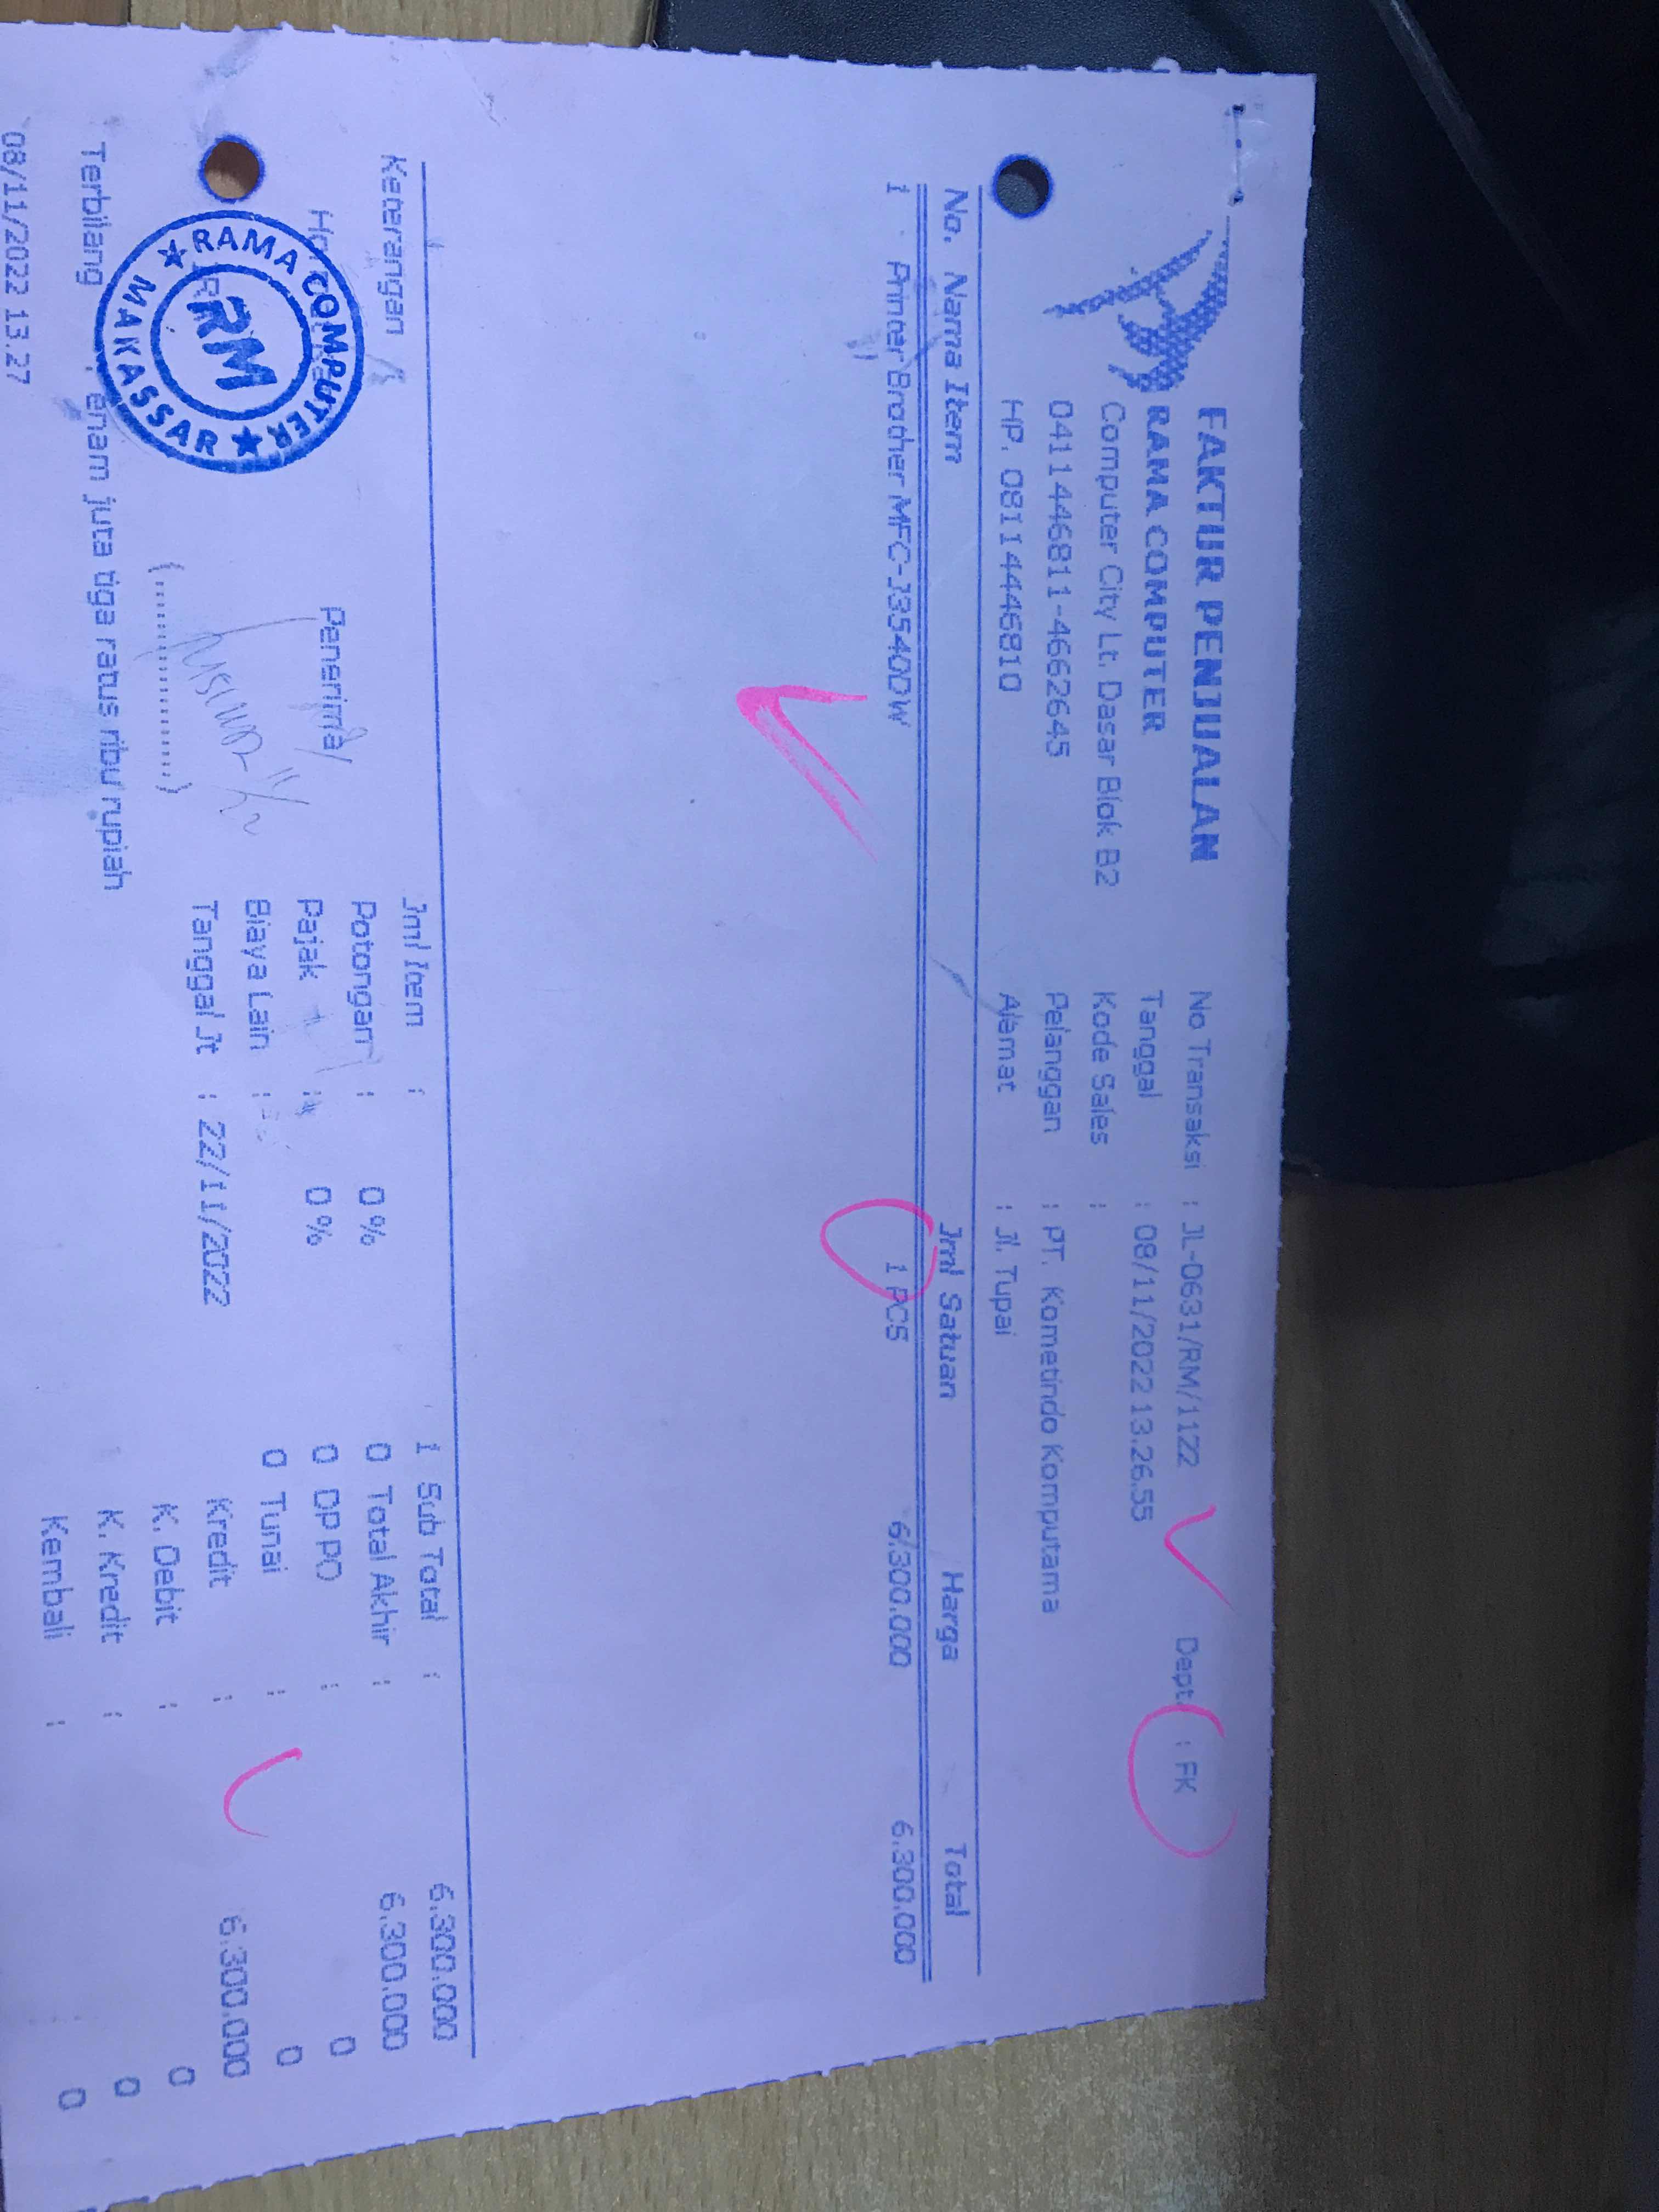 FAKTUR PENJUALAN
RAMA COMPUTER
Computer City Lt. Dasar Blok B2
0411446811-4662645
HP. 08114446810
No Transaksi : JL-0631/RM/1122 Dept : FK
Tanggal : 08/11/2022 13.26.55
Kode Sales :
Pelanggan : PT. Kometindo Komputama
Alamat : Jl. Tupai
No. Nama Item Jml Satuan Harga Total
1 Printer Brother MFC-J3540DW 1 PCS 6.300.000 6.300.000
Keterangan
Penerima
(....................)
RAMA COMPUTER
RM
MAKASSAR
Jml Item : 1
Potongan : 0 % 0
Pajak : 0 % 0
Biaya Lain : 0
Tanggal Jt : 22/11/2022
Sub Total : 6.300.000
Total Akhir : 6.300.000
DP PO : 0
Tunai : 0
Kredit : 6.300.000
K. Debit : 0
K. Kredit : 0
Kembali : 0
Terbilang : enam juta tiga ratus ribu rupiah
08/11/2022 13.27